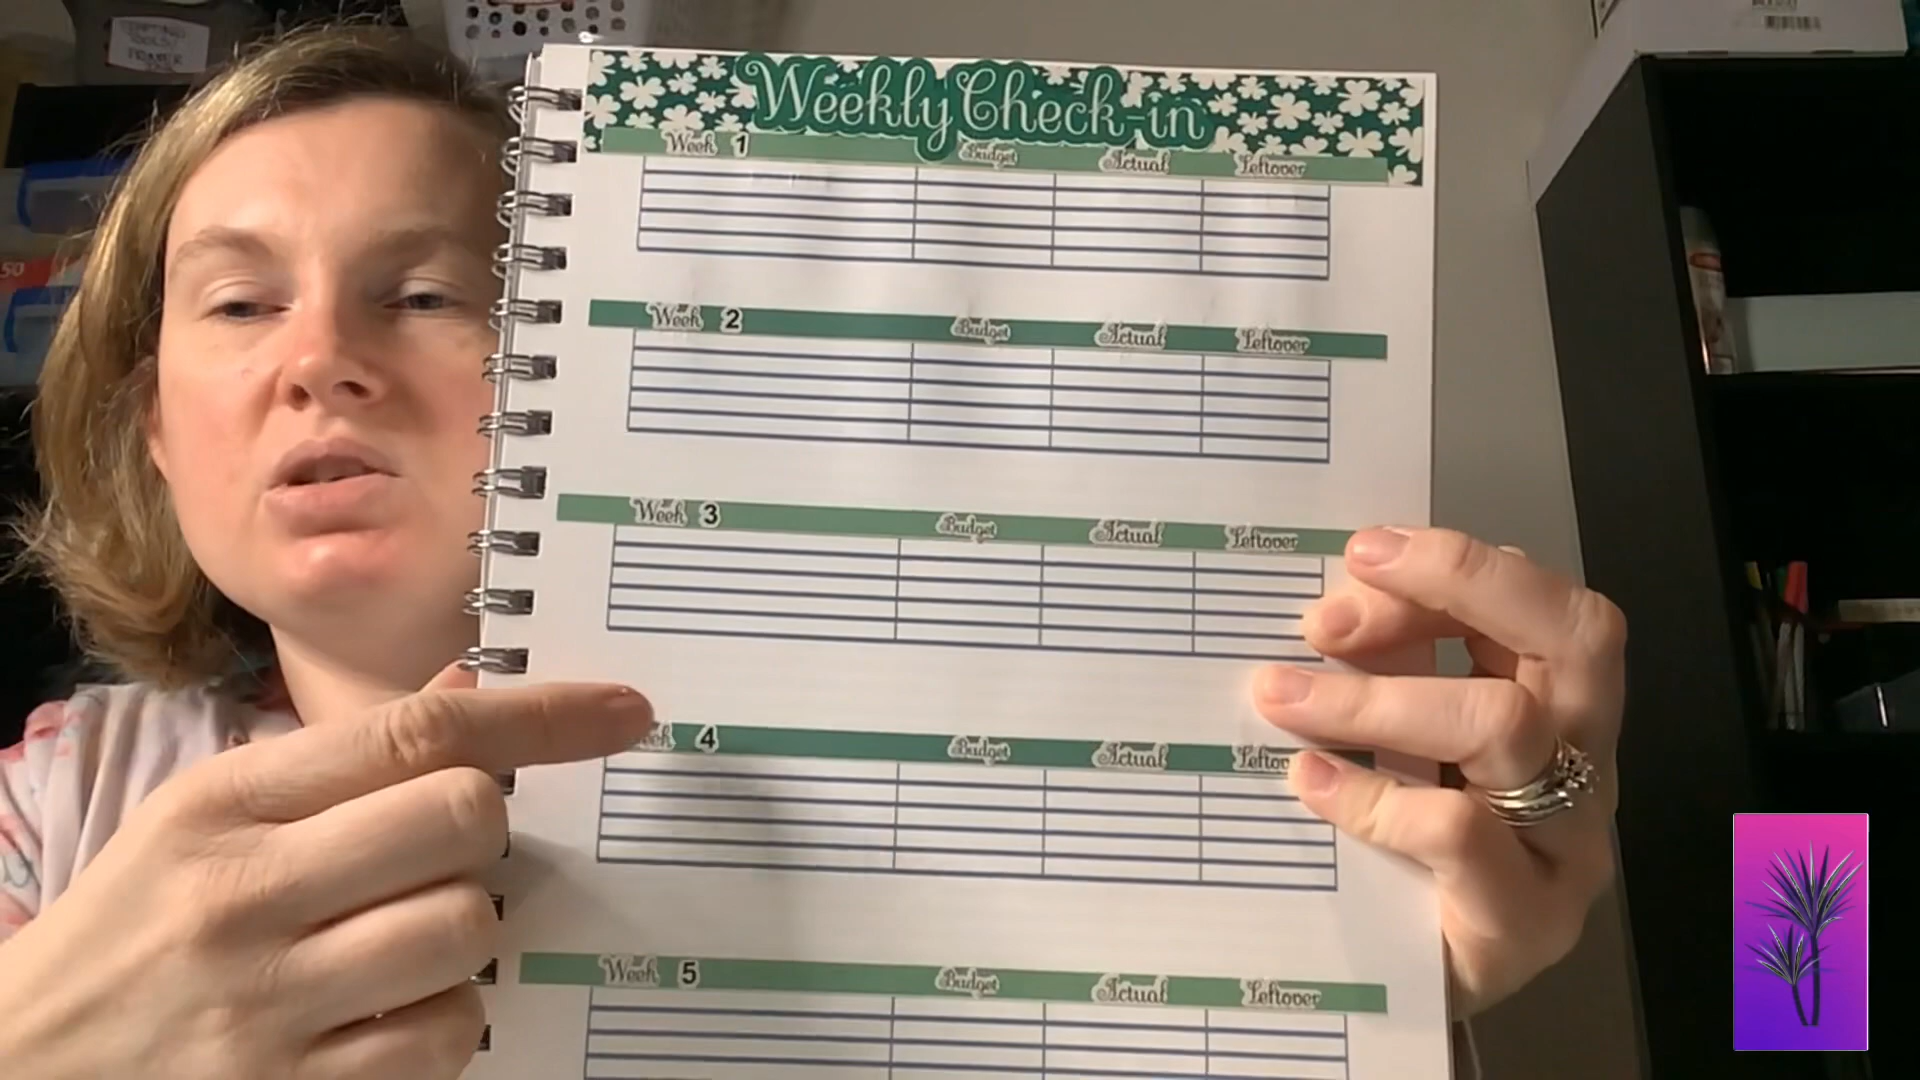 50
Weekly Check-in
Week 1 Budget Actual Leftover
Week 2 Budget Actual Leftover
Week 3 Budget Actual Leftover
4 Budget Actual
Week 5 Budget Actual Leftover